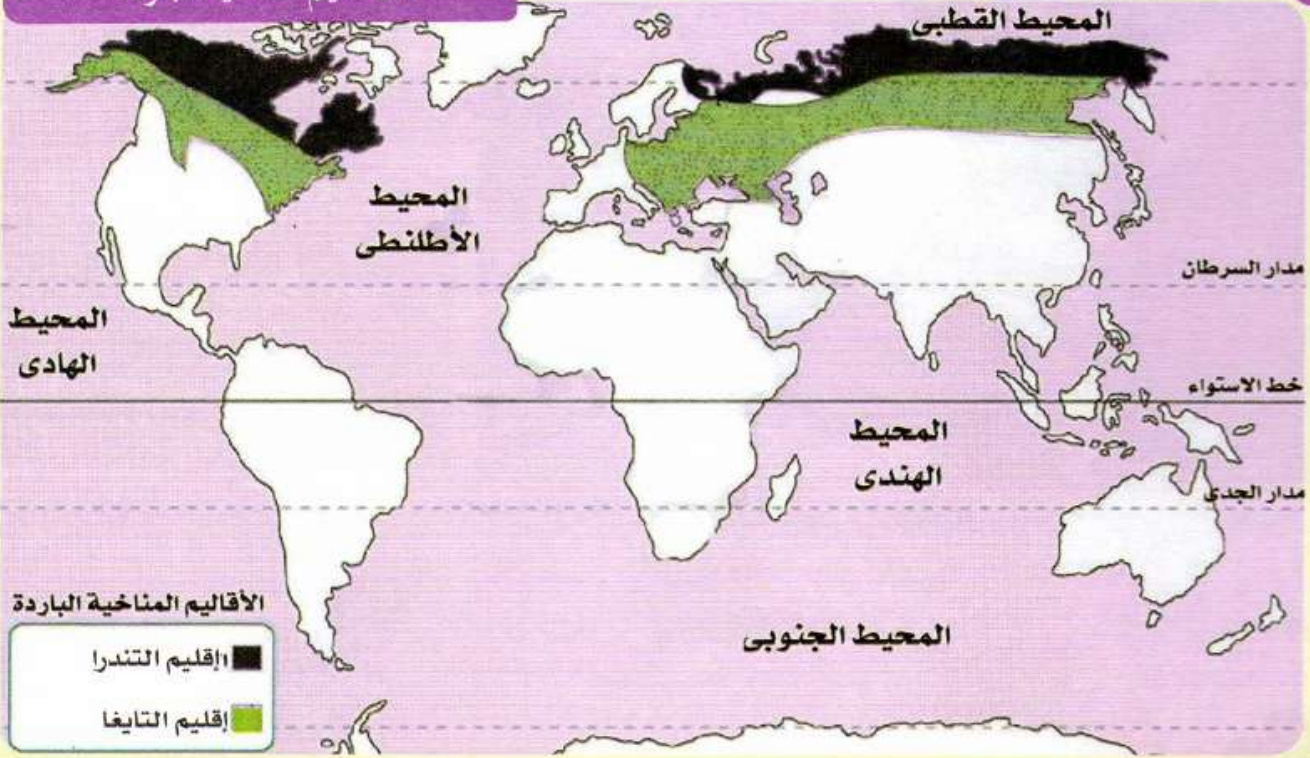 المحيط القطبى
المحيط
الأطلنطى
مدار السرطان
المحيط
الهادى
خط الاستواء
المحيط
الهندى
مدار الجدى
المحيط الجنوبى
الأقاليم المناخية الباردة
إقليم التندرا
إقليم التايغا